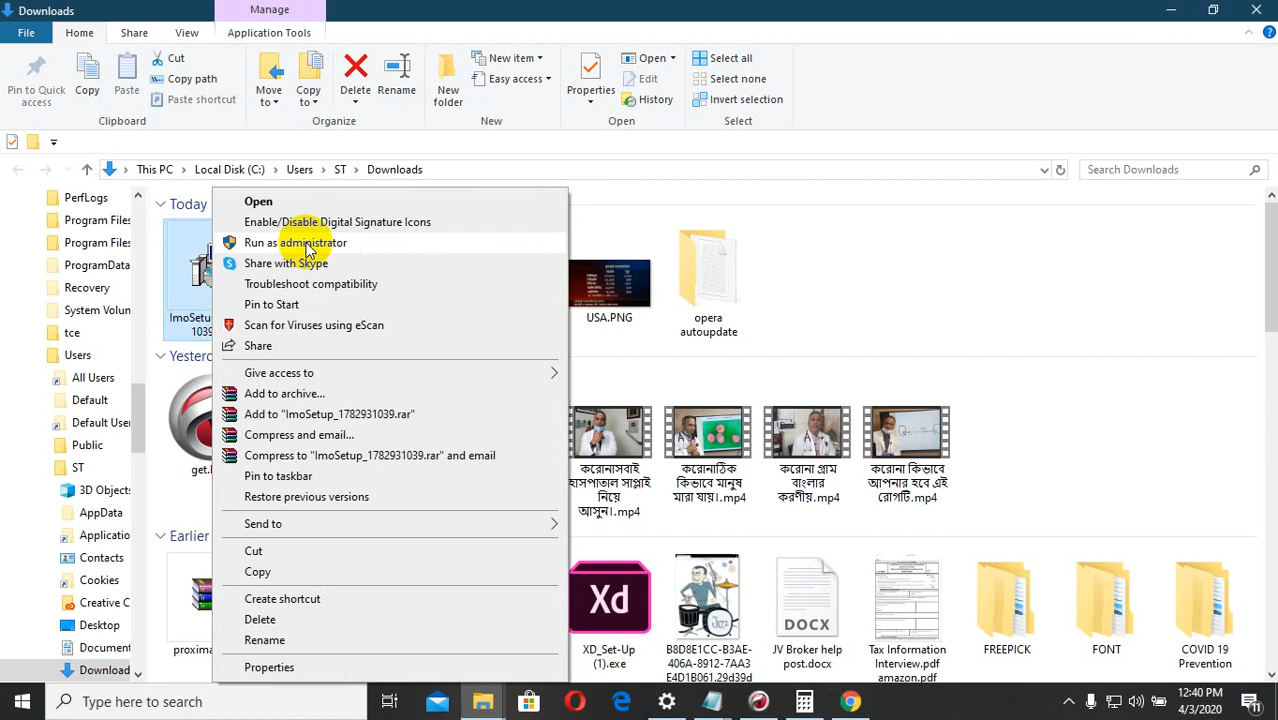 Downloads
Manage
File
Home
Share
View
Application Tools
Pin to Quick
access
Copy
Paste
Cut
Copy path
Paste shortcut
Clipboard
Move
to
Copy
to
Delete
Rename
Organize
New
folder
New item
Easy access
New
Properties
Open
Edit
History
Open
Select all
Select none
Invert selection
Select
This PC
Local Disk (C:)
Users
ST
Downloads
Search Downloads
PerfLogs
Program Files
Program Files
ProgramData
Recovery
System Volum
tce
Users
All Users
Default
Default User
Public
ST
3D Objects
AppData
Applicatio
Contacts
Cookies
Creative C
Desktop
Document
Download
Today
ImoSetu
1039.
Yesterd
get.
Earlier
proxima
Open
Enable/Disable Digital Signature Icons
Run as administrator
Share with Skype
Troubleshoot compatibility
Pin to Start
Scan for Viruses using eScan
Share
Give access to
Add to archive...
Add to "ImoSetup_1782931039.rar"
Compress and email...
Compress to "ImoSetup_1782931039.rar" and email
Pin to taskbar
Restore previous versions
Send to
Cut
Copy
Create shortcut
Delete
Rename
Properties
USA.PNG
opera
autoupdate
করোনাসবাই
হাসপাতাল সাপ্লাই
নিয়ে
আসুন।.mp4
করোনাঠিক
কিভাবে মানুষ
মারা যায়।.mp4
করোনা গ্রাম
বাংলার
করণীয়.mp4
করোনা কিভাবে
আপনার হবে এই
রোগটি.mp4
Xd
XD_Set-Up
(1).exe
B8D8E1CC-B3AE-
406A-8912-7AA3
E4D1B061.29d39d
DOCX
JV Broker help
post.docx
Tax Information
Interview.pdf
amazon.pdf
FREEPICK
FONT
COVID 19
Prevention
Type here to search
12:40 PM
4/3/2020
11